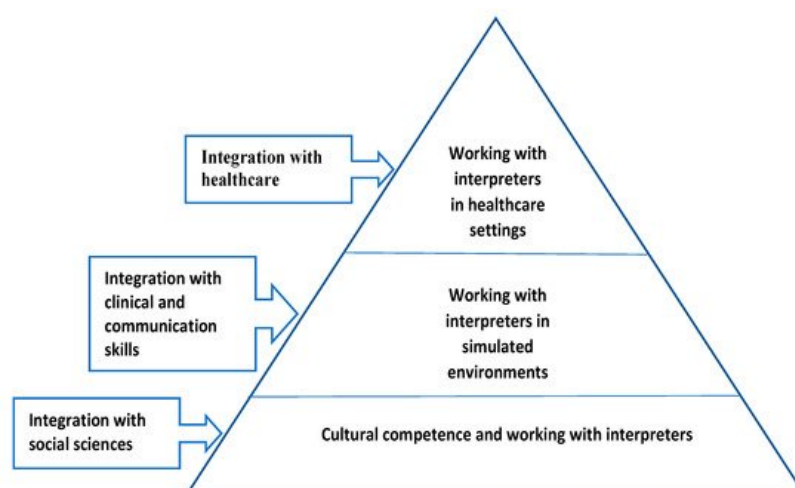 Integration with
healthcare
Working with
interpreters
in healthcare
settings
Integration with
clinical and
communication
skills
Working with
interpreters in
simulated
environments
Integration with
social sciences
Cultural competence and working with interpreters